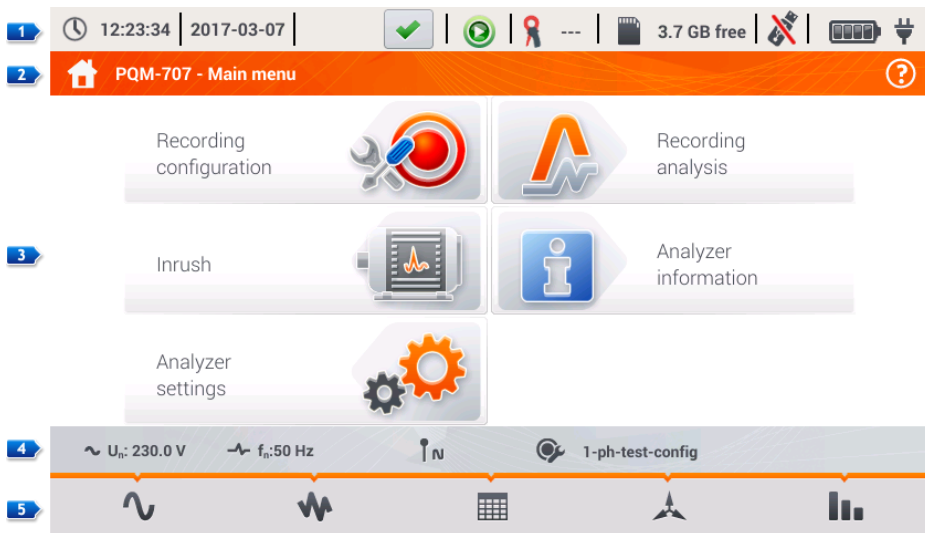 1
12:23:34
2017-03-07
---
3.7 GB free
2
PQM-707 - Main menu
?
Recording
configuration
Recording
analysis
3
Inrush
Analyzer
information
Analyzer
settings
4
Uₙ: 230.0 V
fₙ:50 Hz
N
1-ph-test-config
5